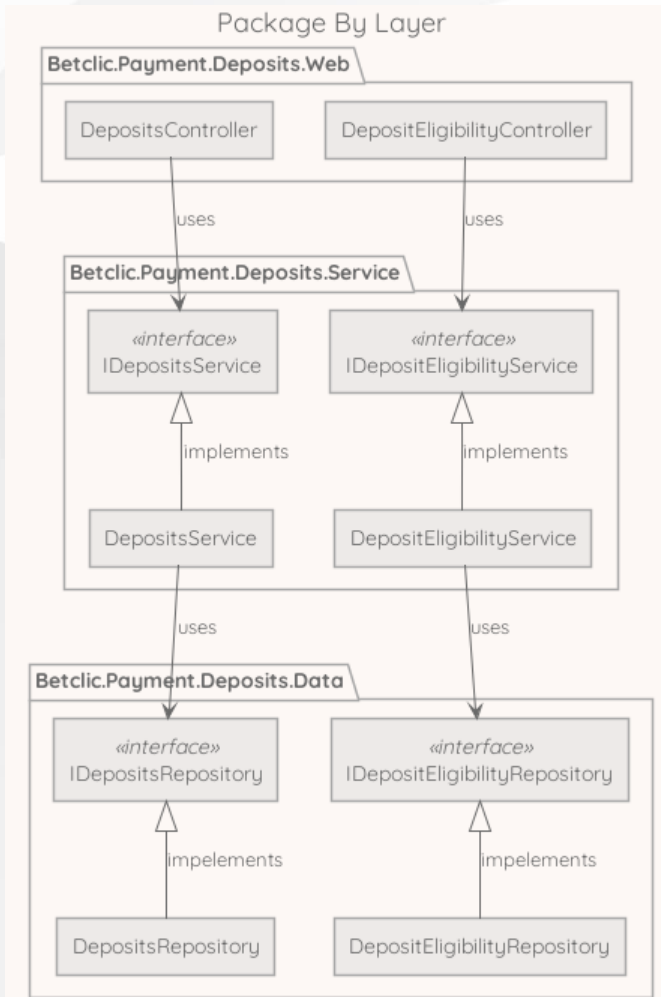 Package By Layer
Betclic.Payment.Deposits.Web
DepositsController
DepositEligibilityController
uses
uses
Betclic.Payment.Deposits.Service
«interface»
IDepositsService
«interface»
IDepositEligibilityService
implements
implements
DepositsService
DepositEligibilityService
uses
uses
Betclic.Payment.Deposits.Data
«interface»
IDepositsRepository
«interface»
IDepositEligibilityRepository
impelements
impelements
DepositsRepository
DepositEligibilityRepository